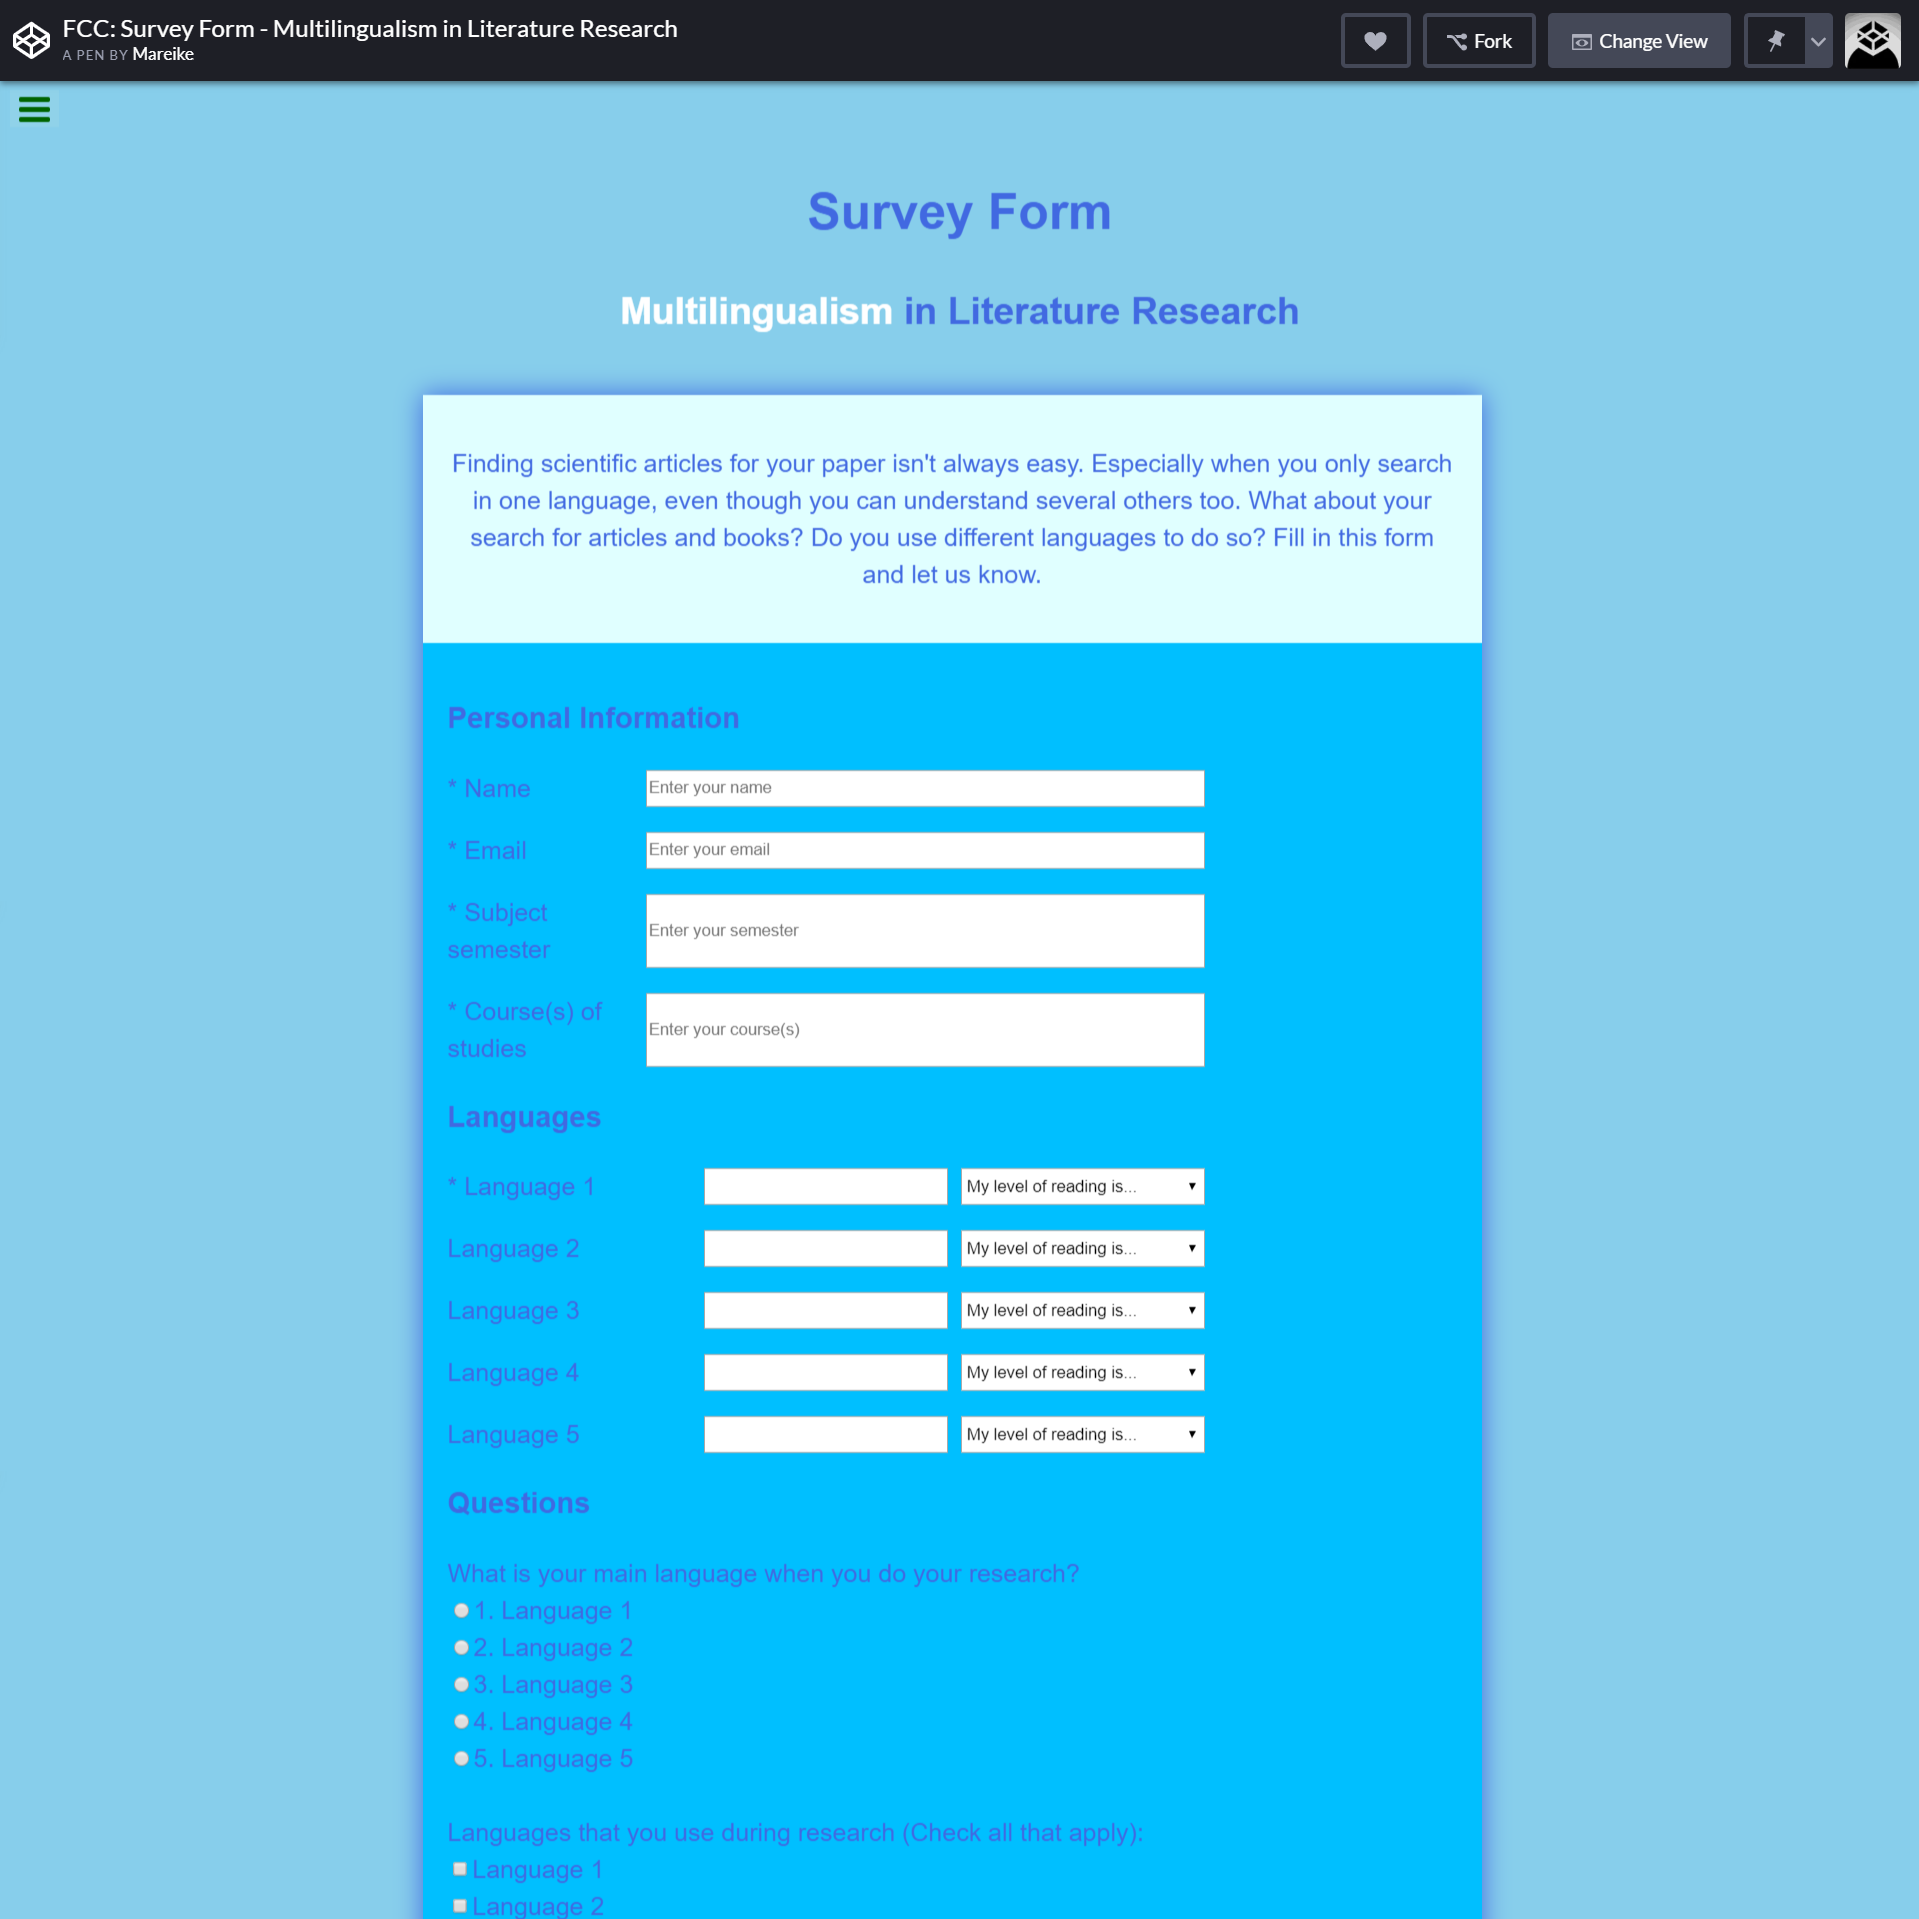 FCC: Survey Form - Multilingualism in Literature Research
A PEN BY Mareike
Fork
Change View
Survey Form
Multilingualism in Literature Research
Finding scientific articles for your paper isn't always easy. Especially when you only search
in one language, even though you can understand several others too. What about your
search for articles and books? Do you use different languages to do so? Fill in this form
and let us know.
Personal Information
* Name
Enter your name
* Email
Enter your email
* Subject
semester
Enter your semester
* Course(s) of
studies
Enter your course(s)
Languages
* Language 1
My level of reading is...
Language 2
My level of reading is...
Language 3
My level of reading is...
Language 4
My level of reading is...
Language 5
My level of reading is...
Questions
What is your main language when you do your research?
1. Language 1
2. Language 2
3. Language 3
4. Language 4
5. Language 5
Languages that you use during research (Check all that apply):
Language 1
Language 2